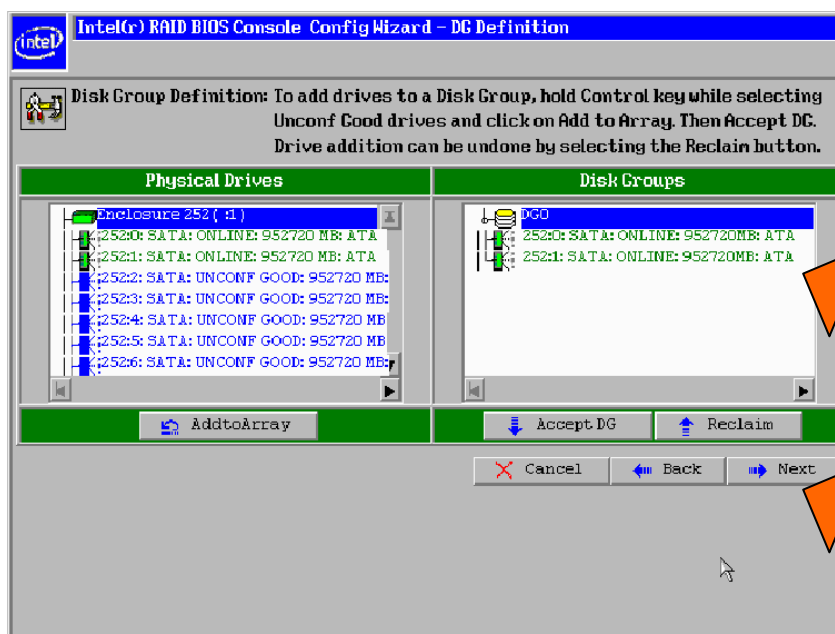 intel
Intel(r) RAID BIOS Console Config Wizard – DG Definition
Disk Group Definition: To add drives to a Disk Group, hold Control key while selecting
Unconf Good drives and click on Add to Array. Then Accept DG.
Drive addition can be undone by selecting the Reclaim button.
Physical Drives
Enclosure 252 ( :1 )
252:0: SATA: ONLINE: 952720 MB: ATA
252:1: SATA: ONLINE: 952720 MB: ATA
252:2: SATA: UNCONF GOOD: 952720 MB:
252:3: SATA: UNCONF GOOD: 952720 MB:
252:4: SATA: UNCONF GOOD: 952720 MB
252:5: SATA: UNCONF GOOD: 952720 MB
252:6: SATA: UNCONF GOOD: 952720 MB:
AddtoArray
Disk Groups
DG0
252:0: SATA: ONLINE: 952720MB: ATA
252:1: SATA: ONLINE: 952720MB: ATA
Accept DG
Reclaim
Cancel
Back
Next